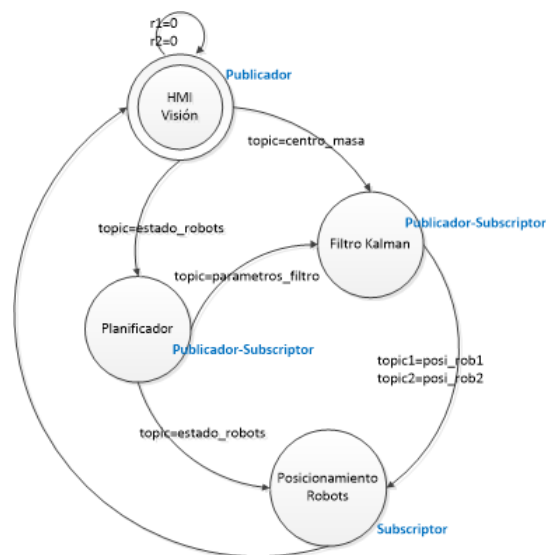 r1=0
r2=0
Publicador
HMI
Visión
topic=centro_masa
topic=estado_robots
Publicador-Subscriptor
Filtro Kalman
topic=parametros_filtro
Planificador
Publicador-Subscriptor
topic1=posi_rob1
topic2=posi_rob2
topic=estado_robots
Posicionamiento
Robots
Subscriptor